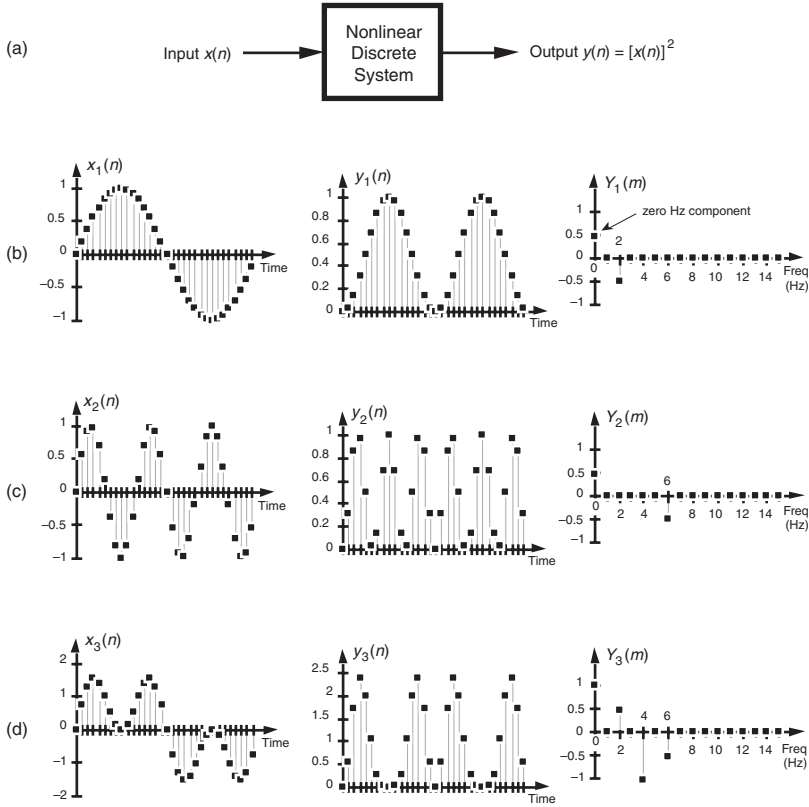 (a)
Input x(n)
Nonlinear
Discrete
System
Output y(n) = [x(n)]²
(b)
x₁(n)
1
0.5
0
−0.5
−1
Time
y₁(n)
1
0.8
0.6
0.4
0.2
0
Time
Y₁(m)
zero Hz component
1
0.5
0
−0.5
−1
2
4 6 8 10 12 14
Freq
(Hz)
(c)
x₂(n)
1
0.5
0
−0.5
−1
Time
y₂(n)
1
0.8
0.6
0.4
0.2
0
Time
Y₂(m)
1
0.5
0
−0.5
−1
6
2 4 8 10 12 14
Freq
(Hz)
(d)
x₃(n)
2
1
0
−1
−2
Time
y₃(n)
2.5
2
1.5
1
0.5
0
Time
Y₃(m)
1
0.5
0
−0.5
−1
4 6
2 8 10 12 14
Freq
(Hz)